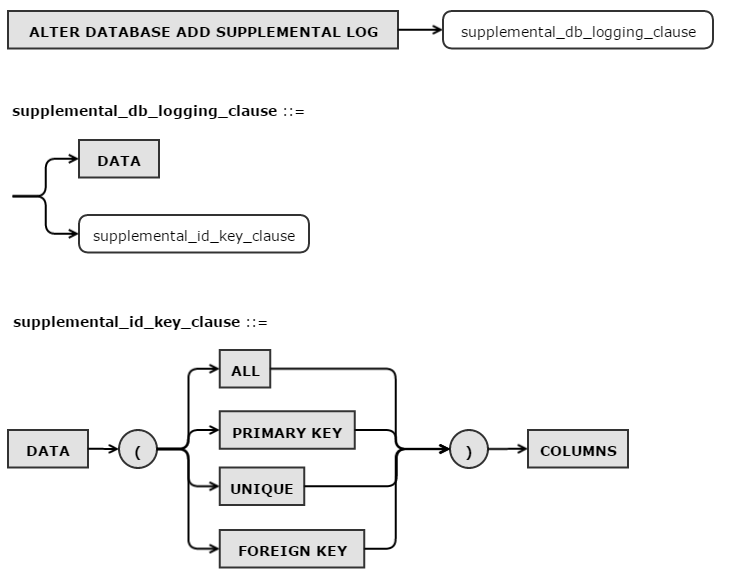 ALTER DATABASE ADD SUPPLEMENTAL LOG supplemental_db_logging_clause
supplemental_db_logging_clause ::=
DATA
supplemental_id_key_clause
supplemental_id_key_clause ::=
ALL
PRIMARY KEY
DATA ( ) COLUMNS
UNIQUE
FOREIGN KEY